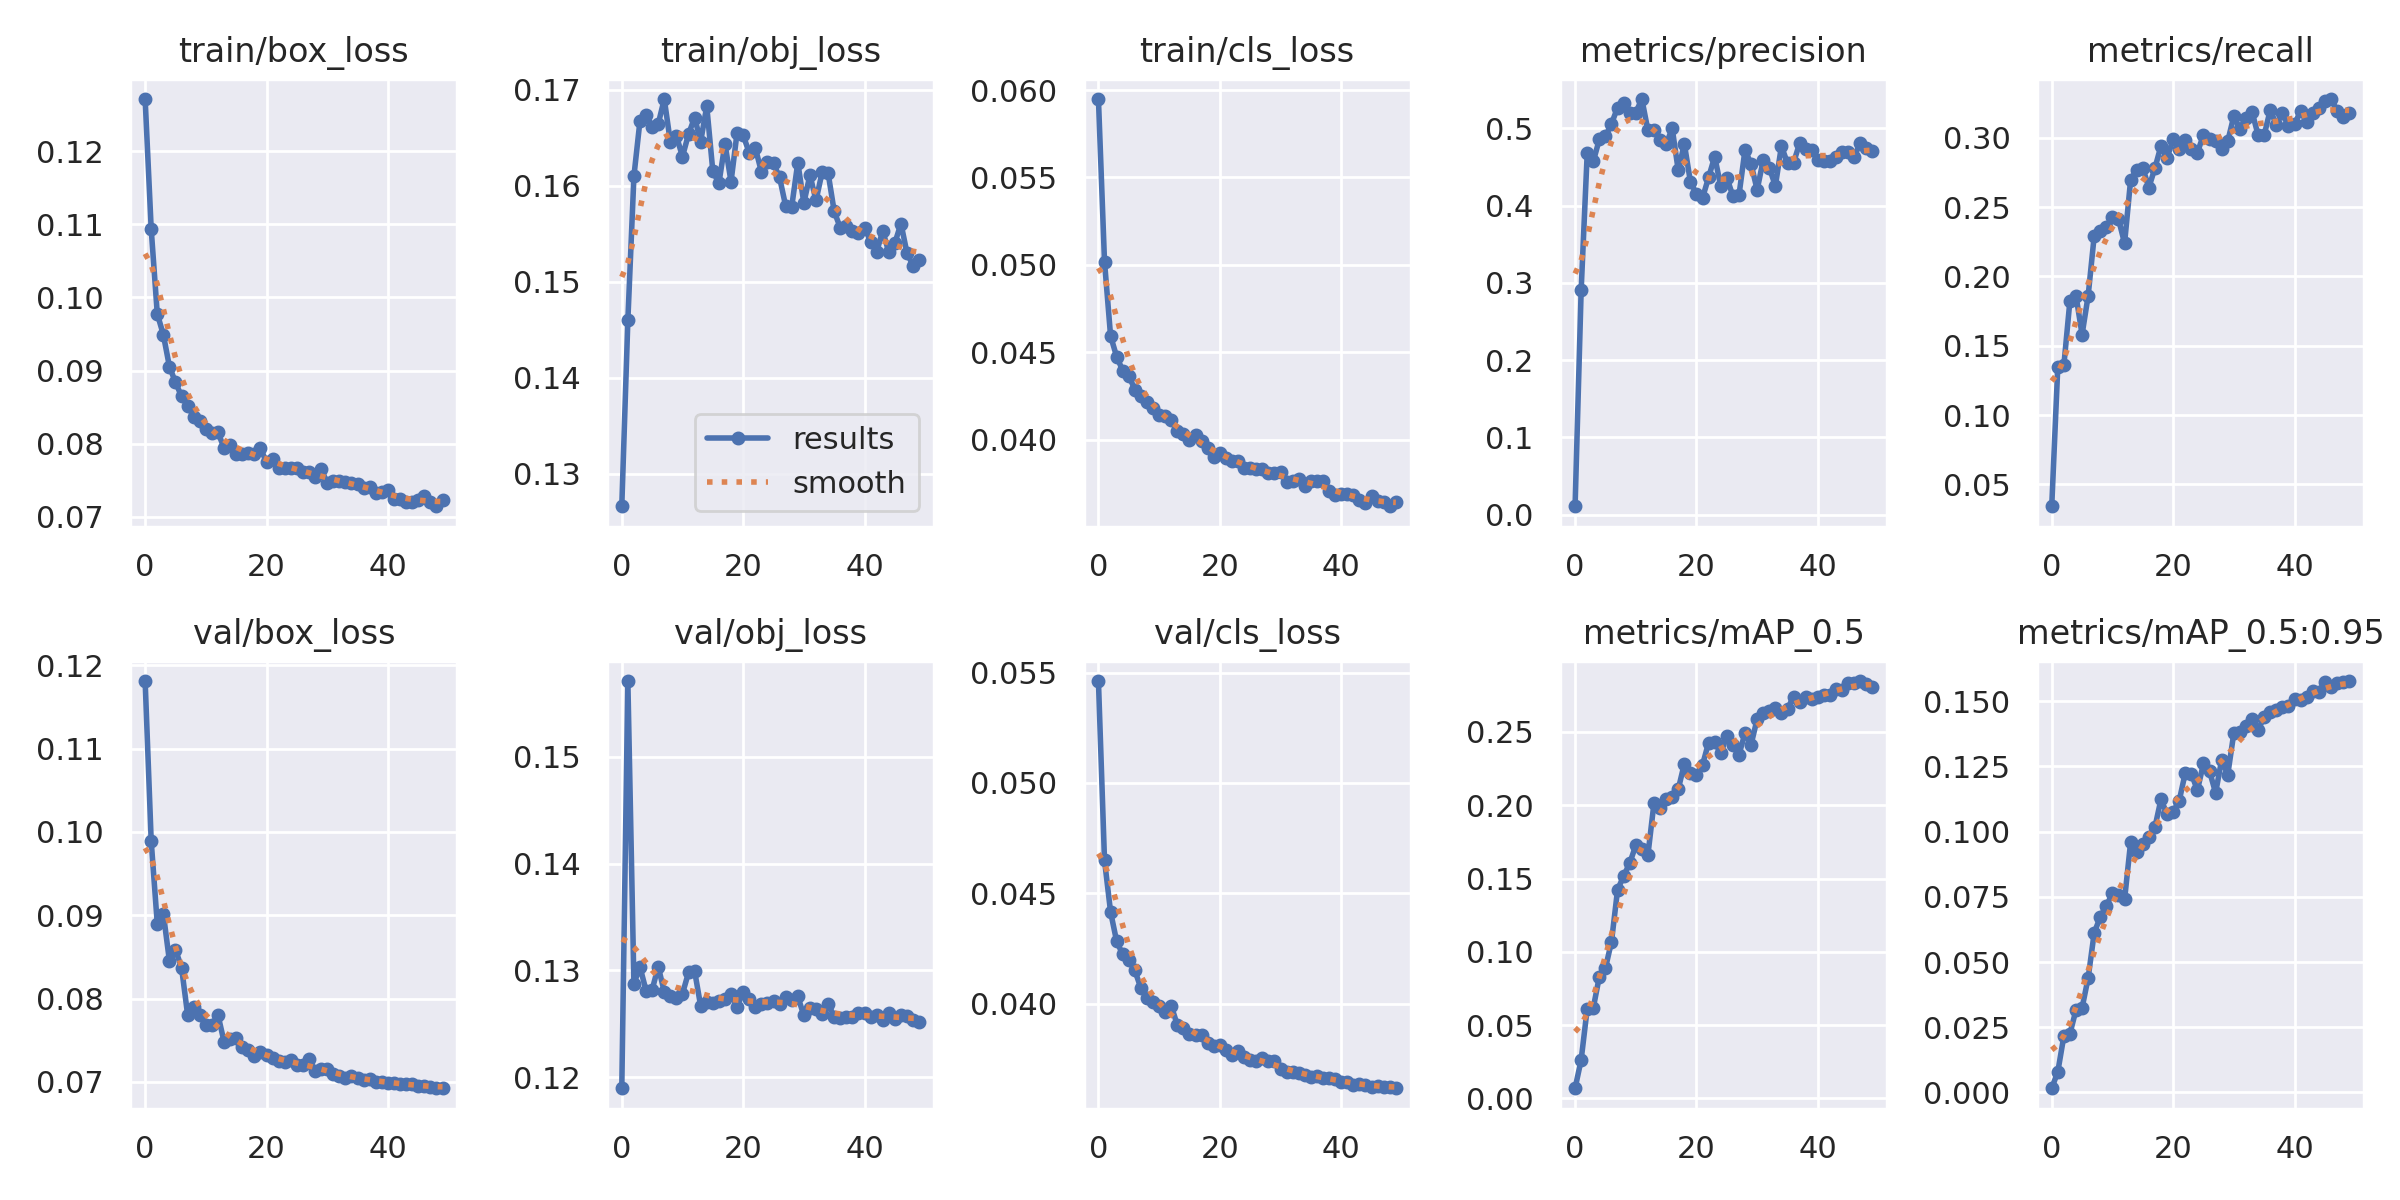 train/box_loss
0.12
0.11
0.10
0.09
0.08
0.07
0 20 40
train/obj_loss
0.17
0.16
0.15
0.14
0.13
results
smooth
0 20 40
train/cls_loss
0.060
0.055
0.050
0.045
0.040
0 20 40
metrics/precision
0.5
0.4
0.3
0.2
0.1
0.0
0 20 40
metrics/recall
0.30
0.25
0.20
0.15
0.10
0.05
0 20 40
val/box_loss
0.12
0.11
0.10
0.09
0.08
0.07
0 20 40
val/obj_loss
0.15
0.14
0.13
0.12
0 20 40
val/cls_loss
0.055
0.050
0.045
0.040
0 20 40
metrics/mAP_0.5
0.25
0.20
0.15
0.10
0.05
0.00
0 20 40
metrics/mAP_0.5:0.95
0.150
0.125
0.100
0.075
0.050
0.025
0.000
0 20 40